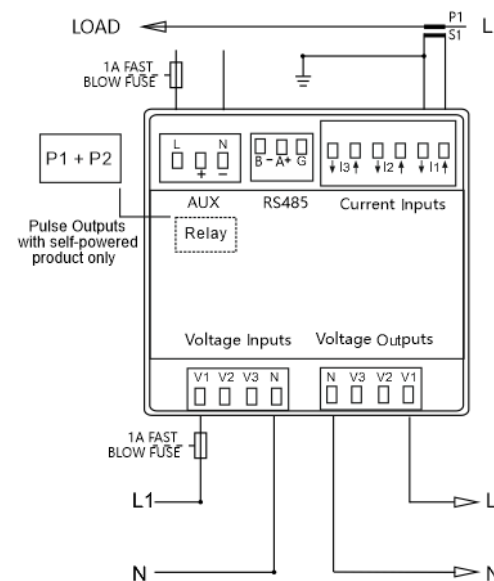 LOAD
P1
S1
L
1A FAST
BLOW FUSE
P1 + P2
L N
+ -
B - A+ G
I3 I2 I1
AUX RS485 Current Inputs
Pulse Outputs
with self-powered
product only
Relay
Voltage Inputs Voltage Outputs
V1 V2 V3 N N V3 V2 V1
1A FAST
BLOW FUSE
L1
L
N
N